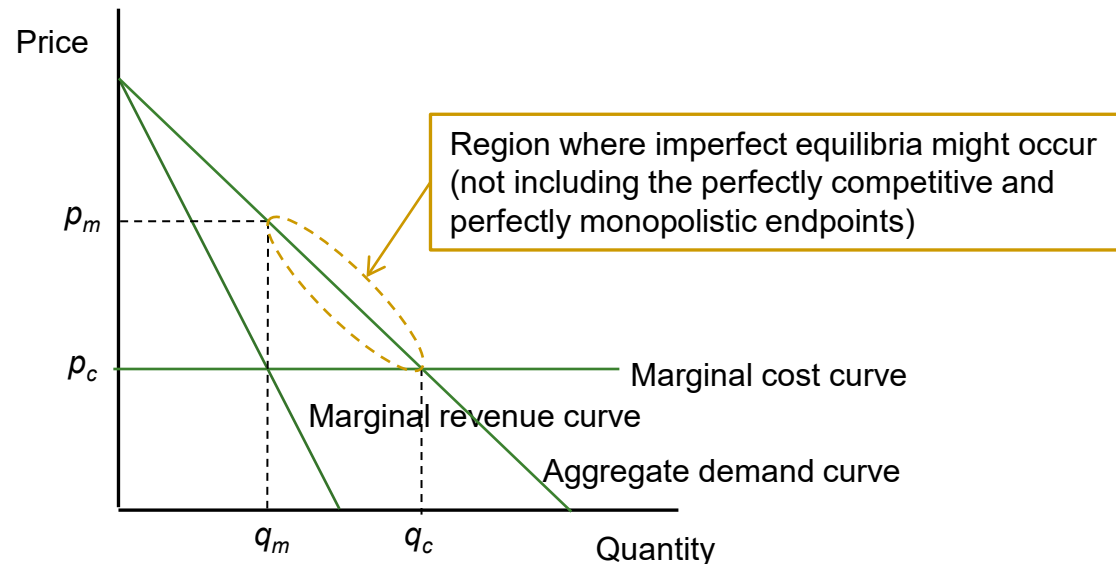 Price
Region where imperfect equilibria might occur
(not including the perfectly competitive and
perfectly monopolistic endpoints)
pm
pc
Marginal cost curve
Marginal revenue curve
Aggregate demand curve
qm
qc
Quantity